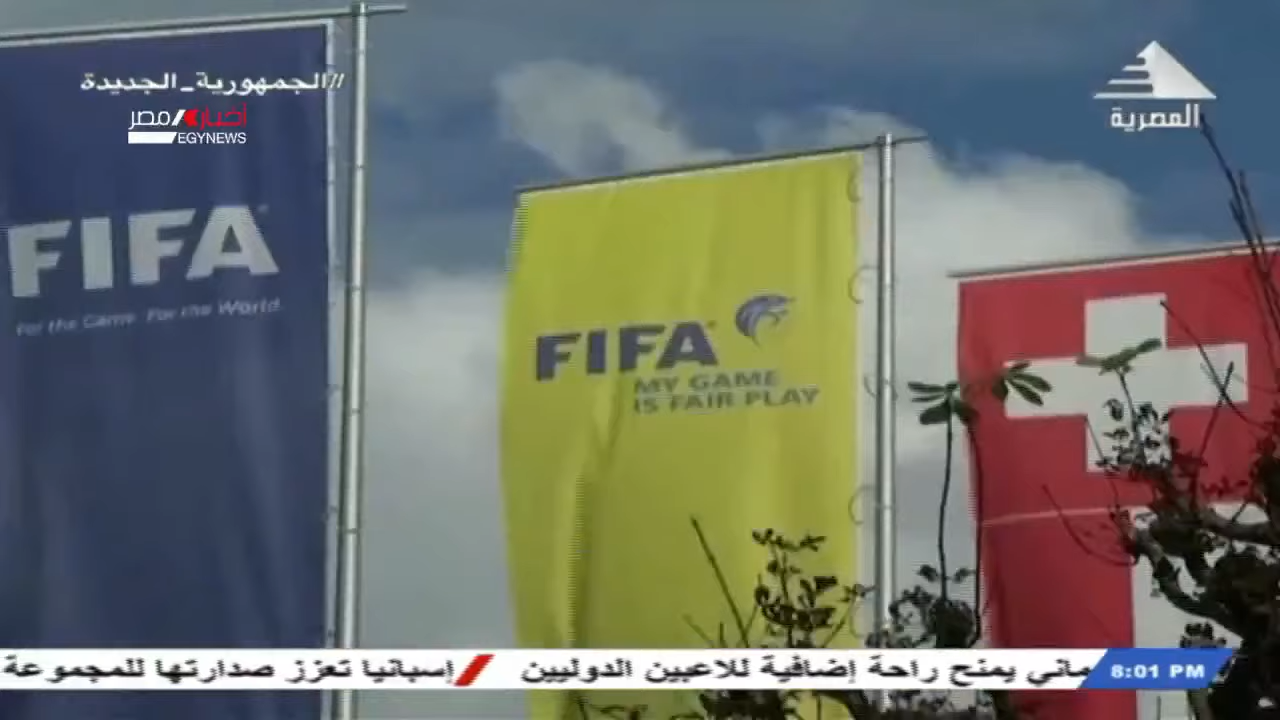 #الجمهورية_الجديدة
أخبار مصر
EGYNEWS
المصرية
FIFA
For the Game. For the World.
FIFA
MY GAME
IS FAIR PLAY
8:01 PM
يمنح راحة إضافية للاعبين الدوليين / إسبانيا تعزز صدارتها للمجموعة